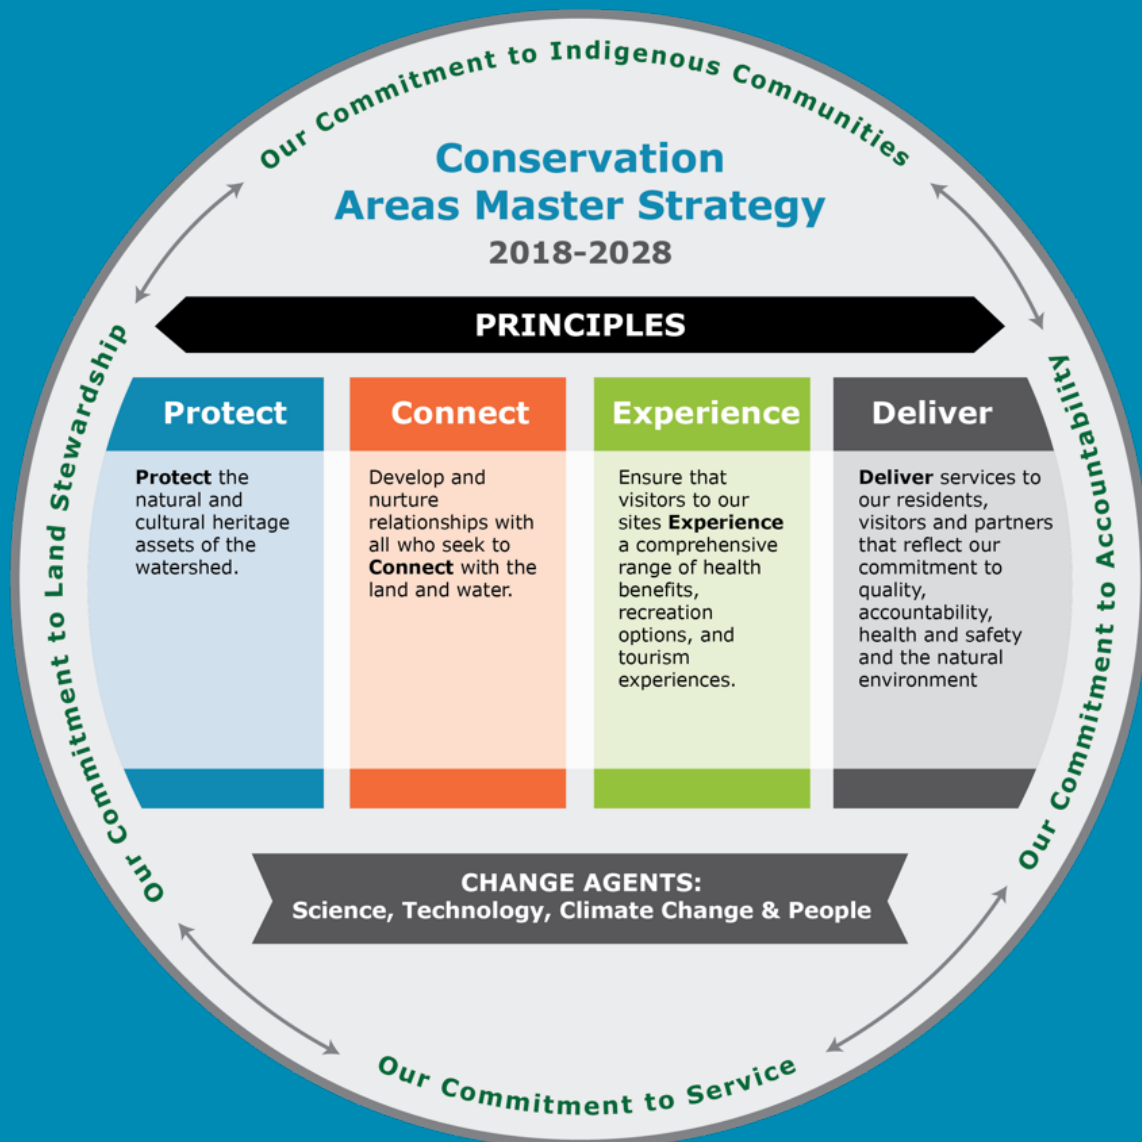 Our Commitment to Indigenous Communities
Conservation
Areas Master Strategy
2018-2028
PRINCIPLES
Protect
Protect the
natural and
cultural heritage
assets of the
watershed.
Connect
Develop and
nurture
relationships with
all who seek to
Connect with the
land and water.
Experience
Ensure that
visitors to our
sites Experience
a comprehensive
range of health
benefits,
recreation
options, and
tourism
experiences.
Deliver
Deliver services to
our residents,
visitors and partners
that reflect our
commitment to
quality,
accountability,
health and safety
and the natural
environment
CHANGE AGENTS:
Science, Technology, Climate Change & People
Our Commitment to Land Stewardship
Our Commitment to Accountability
Our Commitment to Service